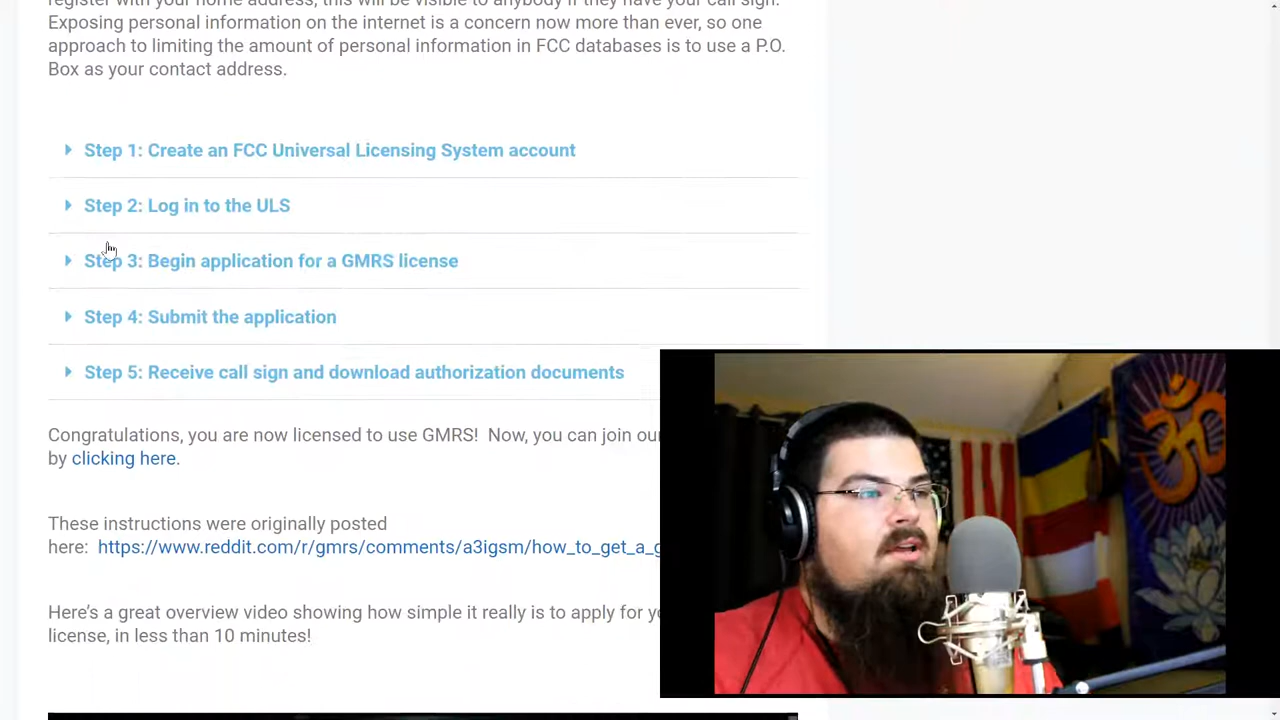 register with your home address, this will be visible to anybody if they have your call sign.
Exposing personal information on the internet is a concern now more than ever, so one
approach to limiting the amount of personal information in FCC databases is to use a P.O.
Box as your contact address.
Step 1: Create an FCC Universal Licensing System account
Step 2: Log in to the ULS
Step 3: Begin application for a GMRS license
Step 4: Submit the application
Step 5: Receive call sign and download authorization documents
Congratulations, you are now licensed to use GMRS! Now, you can join our
by clicking here.
These instructions were originally posted
here: https://www.reddit.com/r/gmrs/comments/a3igsm/how_to_get_a_g
Here's a great overview video showing how simple it really is to apply for
license, in less than 10 minutes!